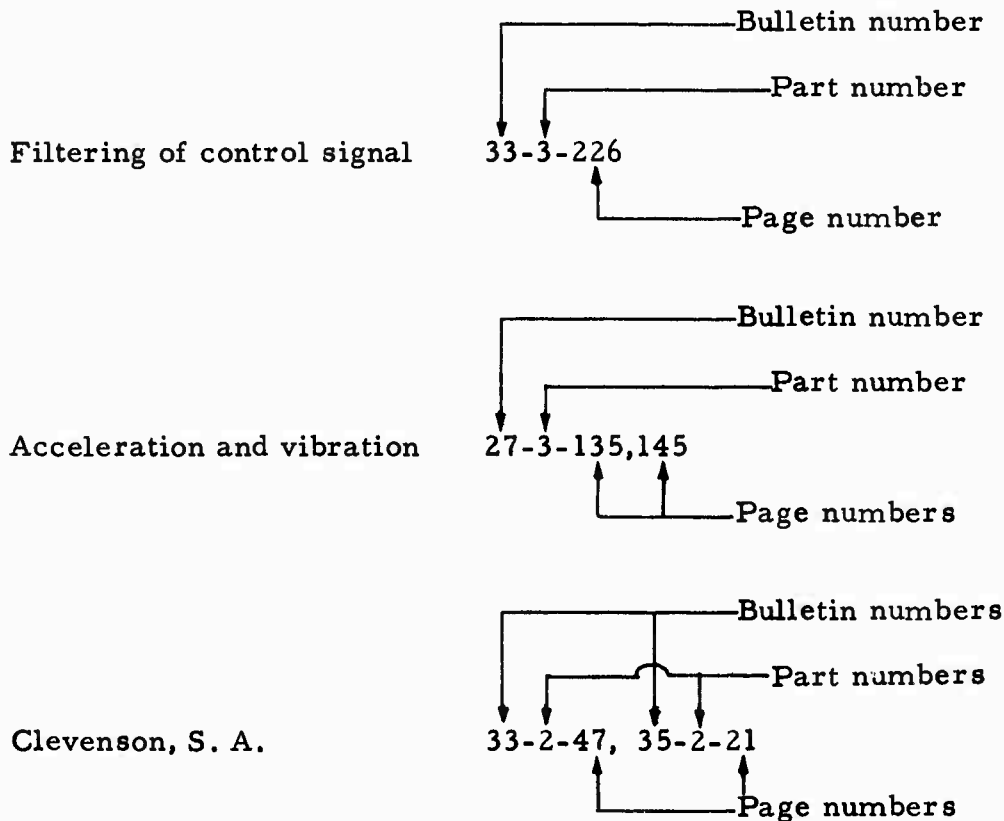 Bulletin number
Part number
Filtering of control signal 33-3-226
Page number
Bulletin number
Part number
Acceleration and vibration 27-3-135,145
Page numbers
Bulletin numbers
Part numbers
Clevenson, S. A. 33-2-47, 35-2-21
Page numbers